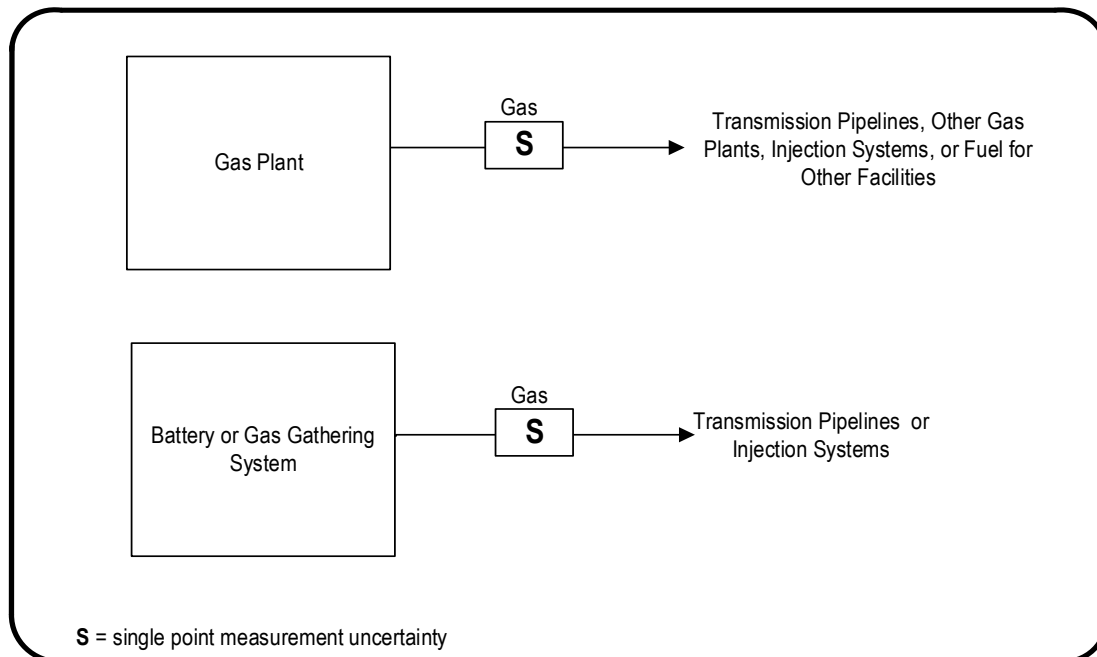 Gas
S
Gas Plant
Transmission Pipelines, Other Gas
Plants, Injection Systems, or Fuel for
Other Facilities
Gas
S
Battery or Gas Gathering
System
Transmission Pipelines or
Injection Systems
S = single point measurement uncertainty